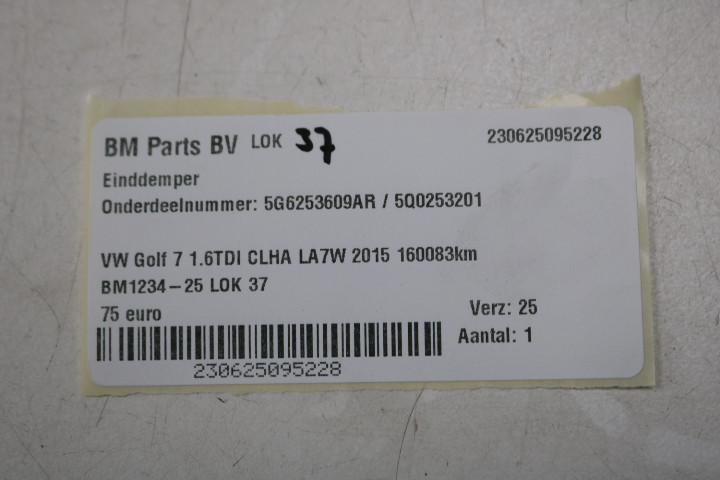 BM Parts BV LOK 37 230625095228
Einddemper
Onderdeelnummer: 5G6253609AR / 5Q0253201
VW Golf 7 1.6TDI CLHA LA7W 2015 160083km
BM1234-25 LOK 37
75 euro Verz: 25
Aantal: 1
230625095228